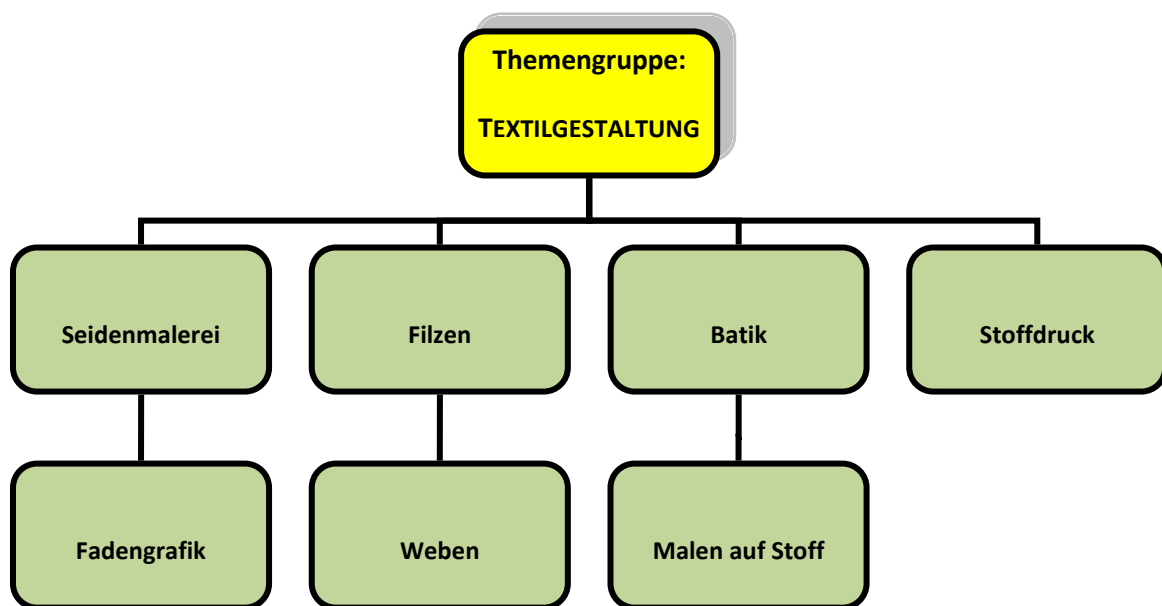 Themengruppe:
TEXTILGESTALTUNG
Seidenmalerei
Filzen
Batik
Stoffdruck
Fadengrafik
Weben
Malen auf Stoff